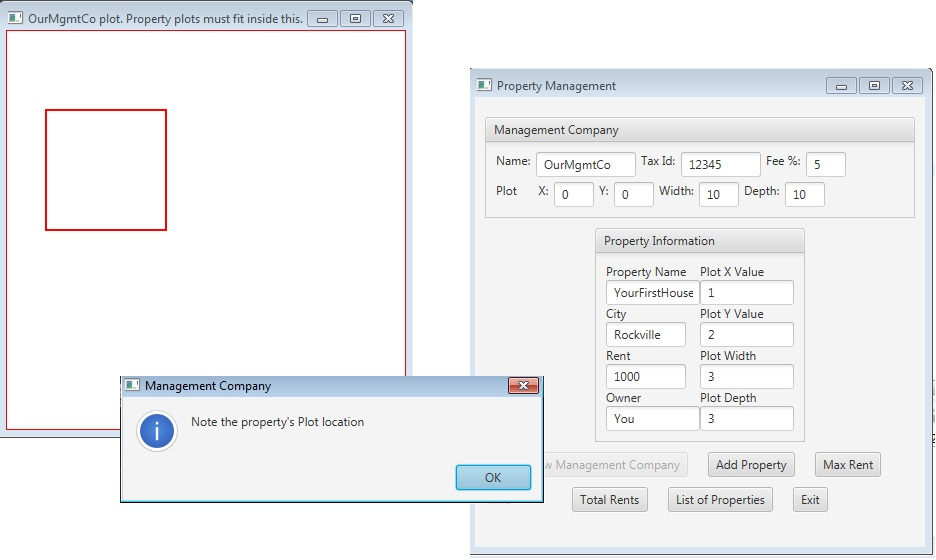 OurMgmtCo plot. Property plots must fit inside this.
Property Management
Management Company
Name: OurMgmtCo Tax Id: 12345 Fee %: 5
Plot X: 0 Y: 0 Width: 10 Depth: 10
Property Information
Property Name Plot X Value
YourFirstHouse 1
City Plot Y Value
Rockville 2
Rent Plot Width
1000 3
Owner Plot Depth
You 3
Management Company
Note the property's Plot location
OK
w Management Company Add Property Max Rent
Total Rents List of Properties Exit